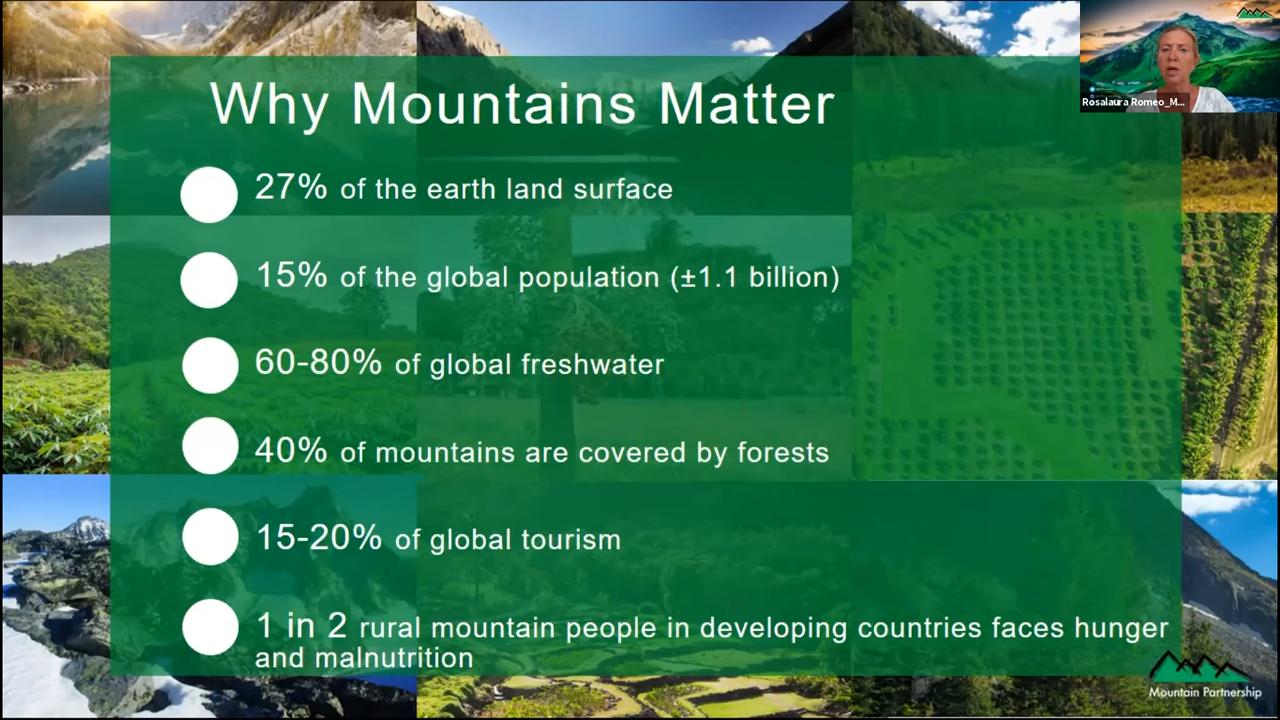 Why Mountains Matter
Rosalaura Romeo_M...
27% of the earth land surface
15% of the global population (±1.1 billion)
60-80% of global freshwater
40% of mountains are covered by forests
15-20% of global tourism
1 in 2 rural mountain people in developing countries faces hunger
and malnutrition
Mountain Partnership